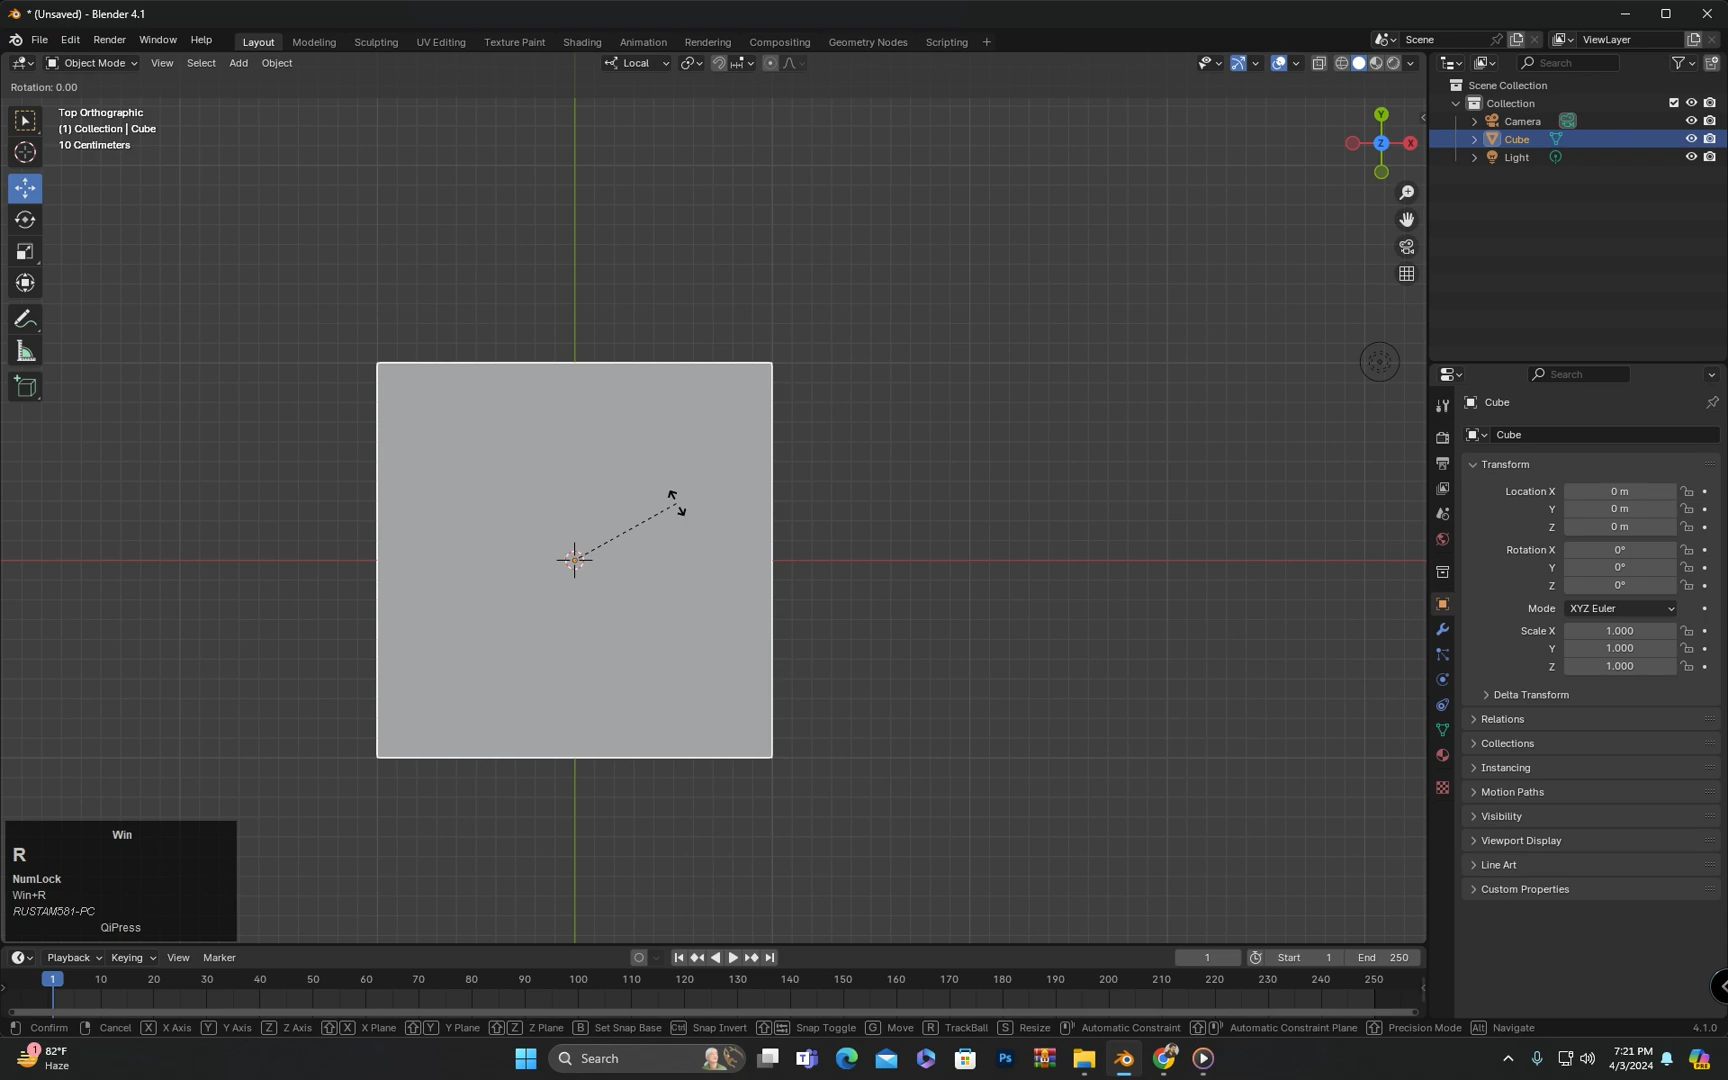 * (Unsaved) - Blender 4.1
File Edit Render Window Help
Layout Modeling Sculpting UV Editing Texture Paint Shading Animation Rendering Compositing Geometry Nodes Scripting +
Scene
ViewLayer
Object Mode View Select Add Object
Local
Search
Rotation: 0.00
Top Orthographic
(1) Collection | Cube
10 Centimeters
Y
Z
X
Scene Collection
Collection
Camera
Cube
Light
Search
Cube
Cube
Transform
Location X 0 m
Y 0 m
Z 0 m
Rotation X 0°
Y 0°
Z 0°
Mode XYZ Euler
Scale X 1.000
Y 1.000
Z 1.000
Delta Transform
Relations
Collections
Instancing
Motion Paths
Visibility
Viewport Display
Line Art
Custom Properties
Win
R
NumLock
Win+R
RUSTAM581-PC
QiPress
Playback Keying View Marker
1 Start 1 End 250
1 10 20 30 40 50 60 70 80 90 100 110 120 130 140 150 160 170 180 190 200 210 220 230 240 250
Confirm Cancel X X Axis Y Y Axis Z Z Axis X X Plane Y Y Plane Z Z Plane B Set Snap Base Ctrl Snap Invert Snap Toggle G Move R TrackBall S Resize Automatic Constraint Automatic Constraint Plane Precision Mode Alt Navigate 4.1.0
1
82°F
Haze
Search
Ps
PRE
7:21 PM
4/3/2024